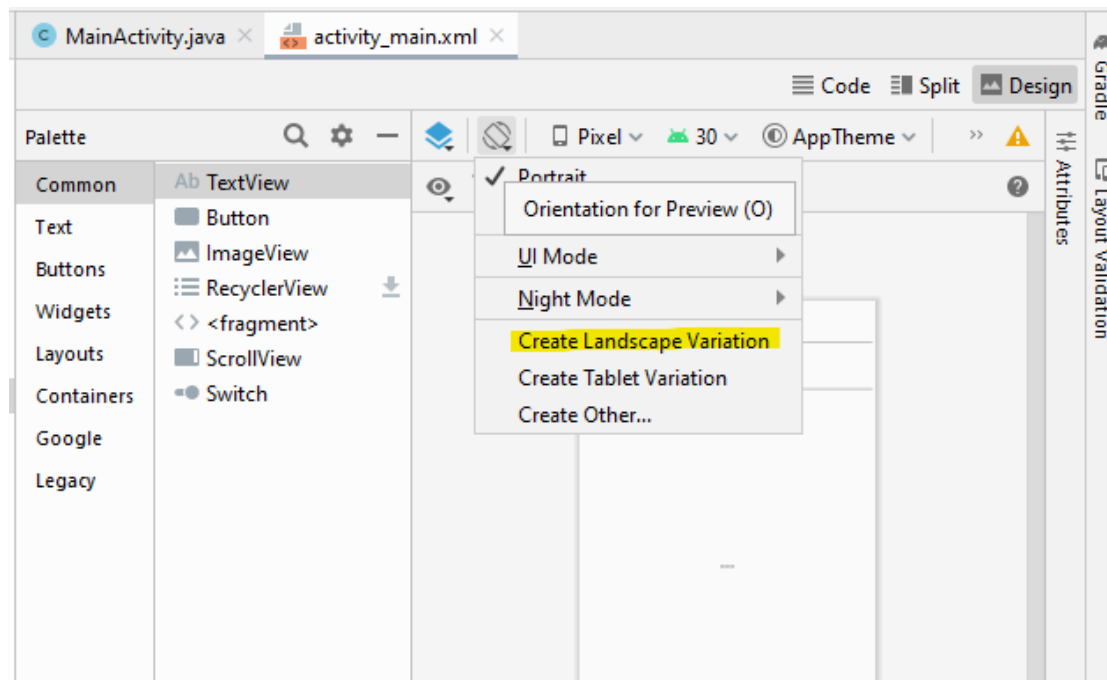 MainActivity.java
activity_main.xml
Code
Split
Design
Palette
Pixel
30
AppTheme
Common
Text
Buttons
Widgets
Layouts
Containers
Google
Legacy
Ab TextView
Button
ImageView
RecyclerView
<fragment>
ScrollView
Switch
Portrait
Orientation for Preview (O)
UI Mode
Night Mode
Create Landscape Variation
Create Tablet Variation
Create Other...
Attributes
Gradle
Layout Validation